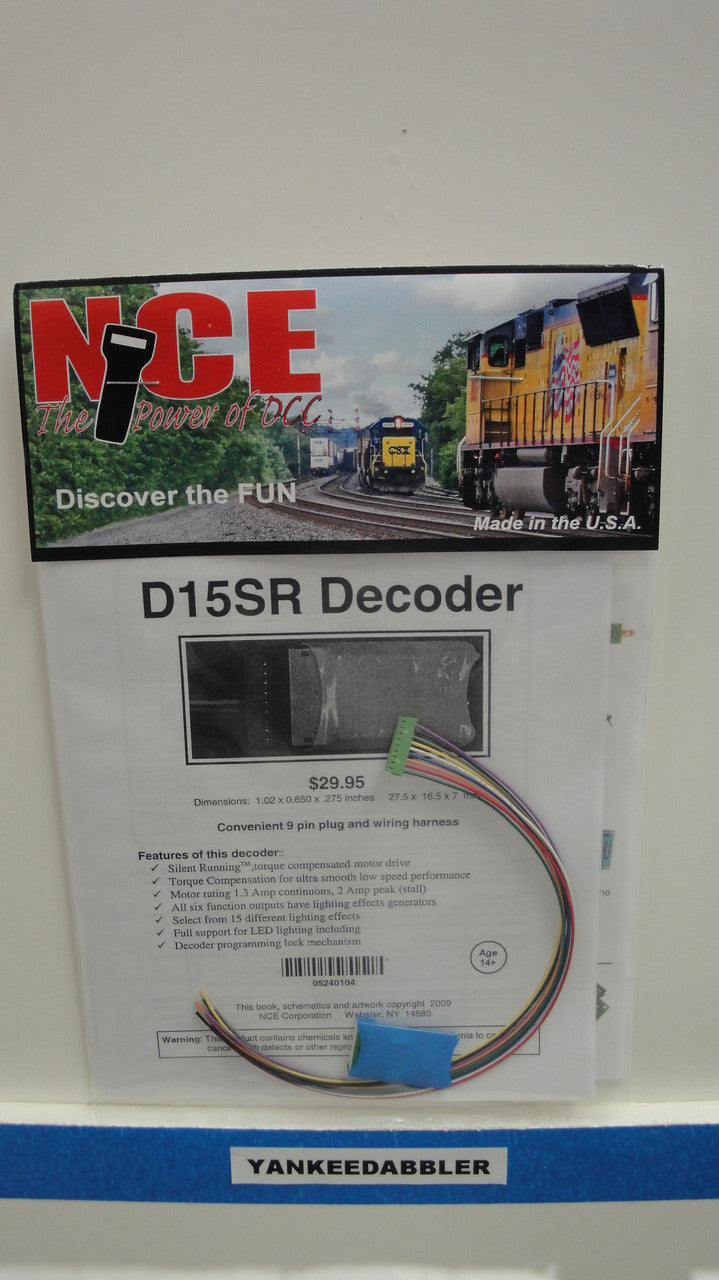 NCE
The Power of DCC
CSX
Discover the FUN
Made in the U.S.A.
D15SR Decoder
$29.95
Dimensions: 1.02 x 0.650 x .275 inches 27.5 x 16.5 x 7
Convenient 9 pin plug and wiring harness
Features of this decoder::
✓ Silent Running™,torque compensated motor drive
✓ Torque Compensation for ultra smooth low speed performance
✓ Motor rating 1.3 Amp continuous, 2 Amp peak (stall)
✓ All six function outputs have lighting effects generators
✓ Select from 15 different lighting effects
✓ Full support for LED lighting including
✓ Decoder programming lock mechanism
Age
14+
05240104
This book, schematics and artwork copyright 2009
NCE Corporation Webster, NY 14580
Warning: This contains chemicals
defects or other
YANKEEDABBLER